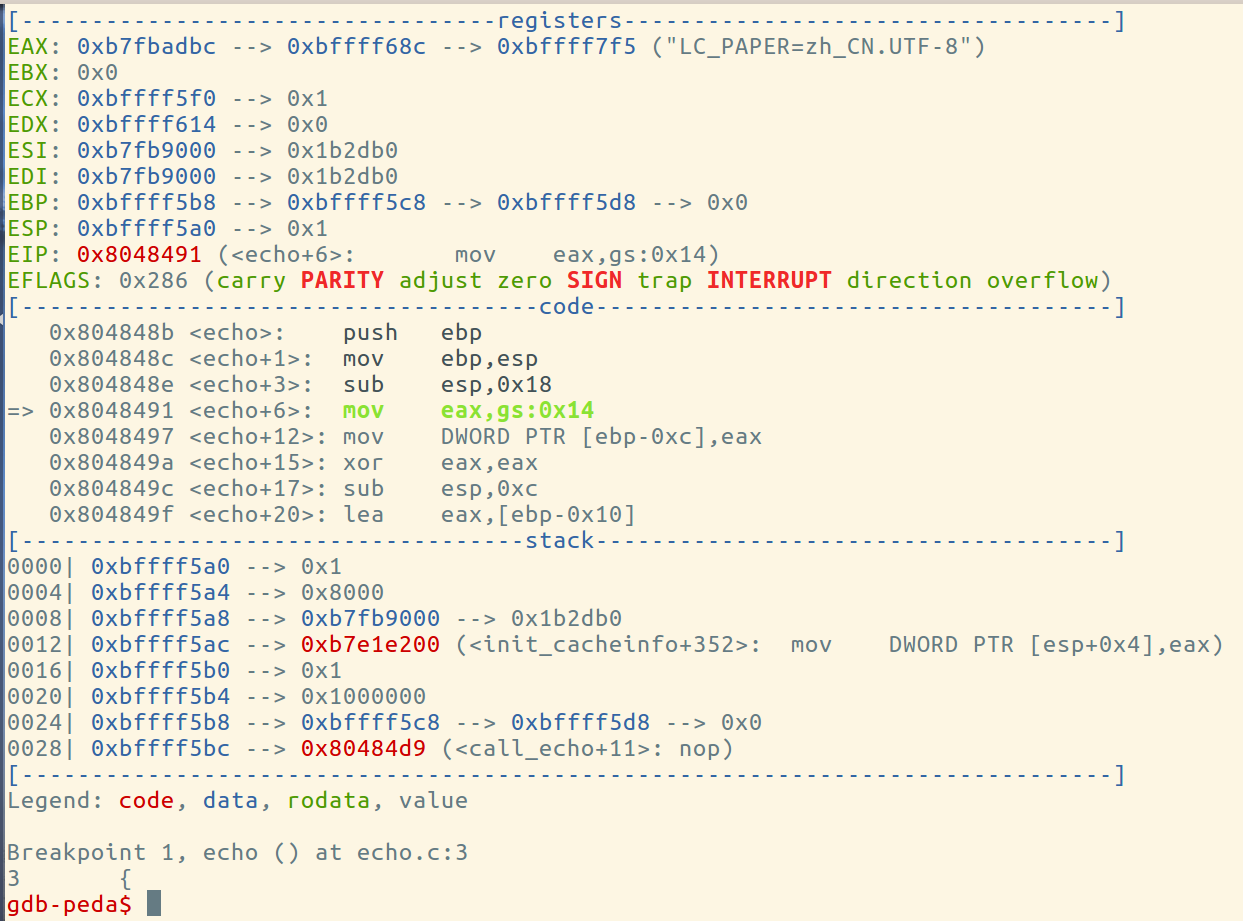 [----------------------------------registers-----------------------------------]
EAX: 0xb7fbadbc --> 0xbffff68c --> 0xbffff7f5 ("LC_PAPER=zh_CN.UTF-8")
EBX: 0x0
ECX: 0xbffff5f0 --> 0x1
EDX: 0xbffff614 --> 0x0
ESI: 0xb7fb9000 --> 0x1b2db0
EDI: 0xb7fb9000 --> 0x1b2db0
EBP: 0xbffff5b8 --> 0xbffff5c8 --> 0xbffff5d8 --> 0x0
ESP: 0xbffff5a0 --> 0x1
EIP: 0x8048491 (<echo+6>:       mov    eax,gs:0x14)
EFLAGS: 0x286 (carry PARITY adjust zero SIGN trap INTERRUPT direction overflow)
[-------------------------------------code-------------------------------------]
   0x804848b <echo>:    push   ebp
   0x804848c <echo+1>:  mov    ebp,esp
   0x804848e <echo+3>:  sub    esp,0x18
=> 0x8048491 <echo+6>:  mov    eax,gs:0x14
   0x8048497 <echo+12>: mov    DWORD PTR [ebp-0xc],eax
   0x804849a <echo+15>: xor    eax,eax
   0x804849c <echo+17>: sub    esp,0xc
   0x804849f <echo+20>: lea    eax,[ebp-0x10]
[------------------------------------stack-------------------------------------]
0000| 0xbffff5a0 --> 0x1
0004| 0xbffff5a4 --> 0x8000
0008| 0xbffff5a8 --> 0xb7fb9000 --> 0x1b2db0
0012| 0xbffff5ac --> 0xb7e1e200 (<init_cacheinfo+352>:  mov    DWORD PTR [esp+0x4],eax)
0016| 0xbffff5b0 --> 0x1
0020| 0xbffff5b4 --> 0x1000000
0024| 0xbffff5b8 --> 0xbffff5c8 --> 0xbffff5d8 --> 0x0
0028| 0xbffff5bc --> 0x80484d9 (<call_echo+11>: nop)
[------------------------------------------------------------------------------]
Legend: code, data, rodata, value
Breakpoint 1, echo () at echo.c:3
3       {
gdb-peda$